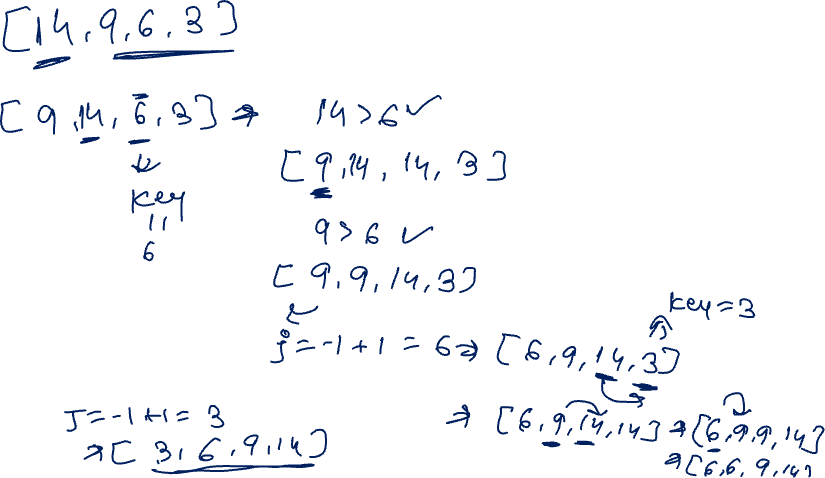 [14, 9, 6, 3]
[9, 14, 6, 3] ⇒ 14 > 6 ✓
[9, 14, 14, 3]
key
=
6
9 > 6 ✓
[9, 9, 14, 3]
key = 3
j = -1 + 1 = 6 ⇒ [6, 9, 14, 3]
⇒ [6, 9, 14, 14] ⇒ [6, 9, 9, 14]
⇒ [6, 6, 9, 14]
J = -1 + 1 = 3
⇒ [3, 6, 9, 14]